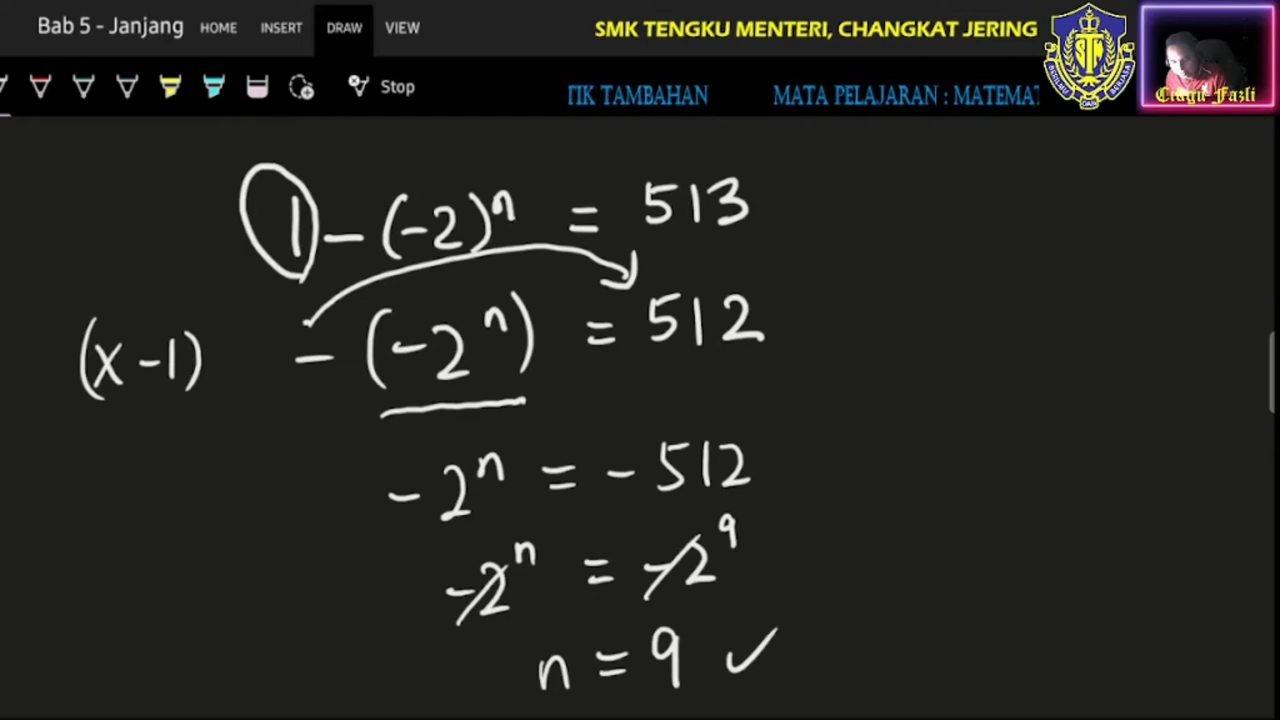 Bab 5 - Janjang HOME INSERT DRAW VIEW
SMK TENGKU MENTERI, CHANGKAT JERING
Stop
TIK TAMBAHAN MATA PELAJARAN : MATEMAT
Cikgu Fazli
1 - (-2)ⁿ = 513
(x -1) - (-2ⁿ) = 512
-2ⁿ = -512
-2ⁿ = -2⁹
n = 9 ✓